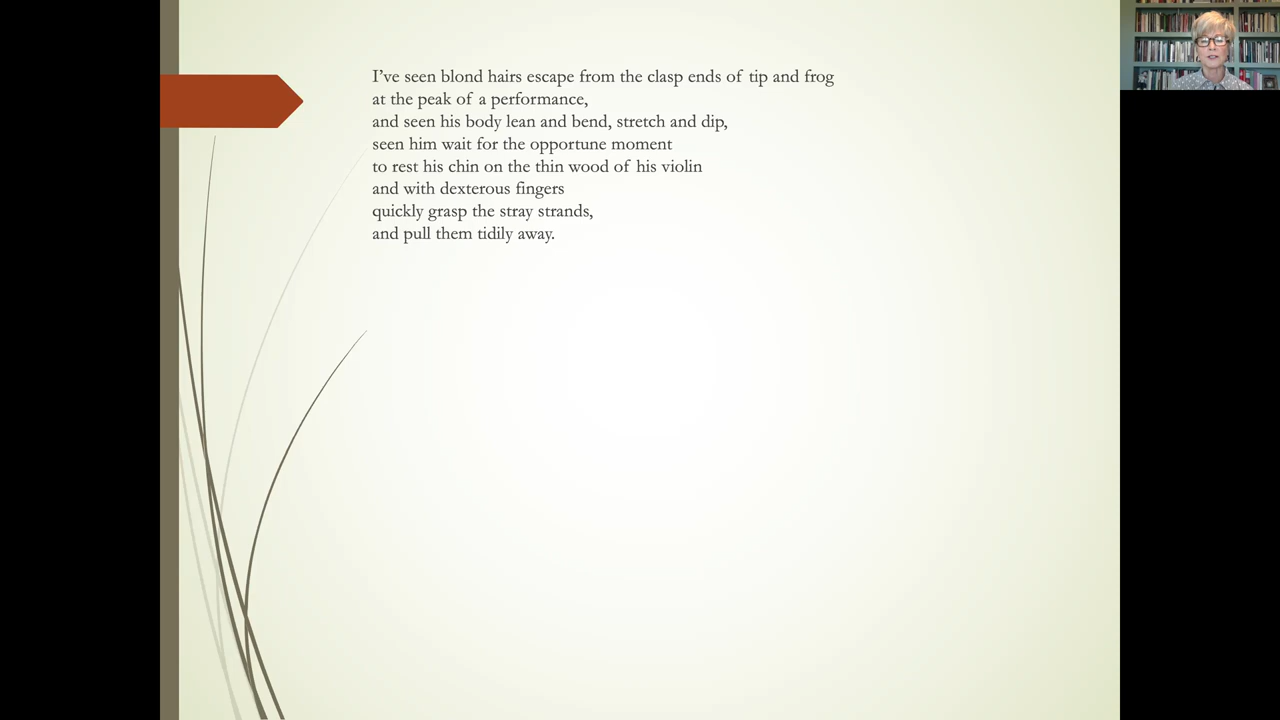 I’ve seen blond hairs escape from the clasp ends of tip and frog
at the peak of a performance,
and seen his body lean and bend, stretch and dip,
seen him wait for the opportune moment
to rest his chin on the thin wood of his violin
and with dexterous fingers
quickly grasp the stray strands,
and pull them tidily away.